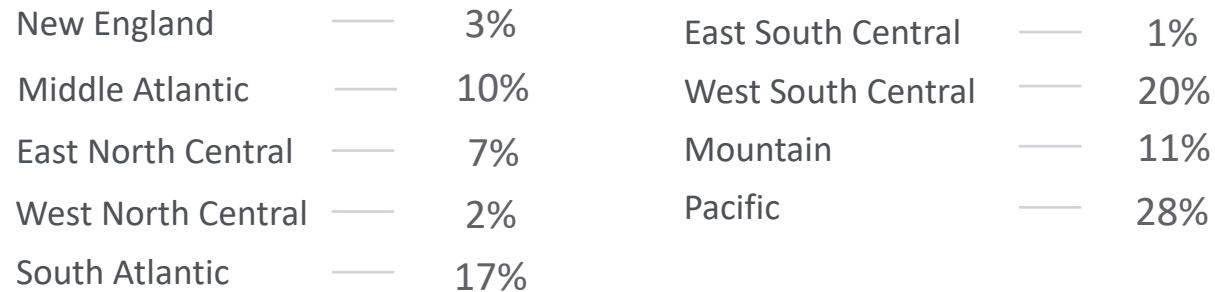 New England 3%
Middle Atlantic 10%
East North Central 7%
West North Central 2%
South Atlantic 17%
East South Central 1%
West South Central 20%
Mountain 11%
Pacific 28%